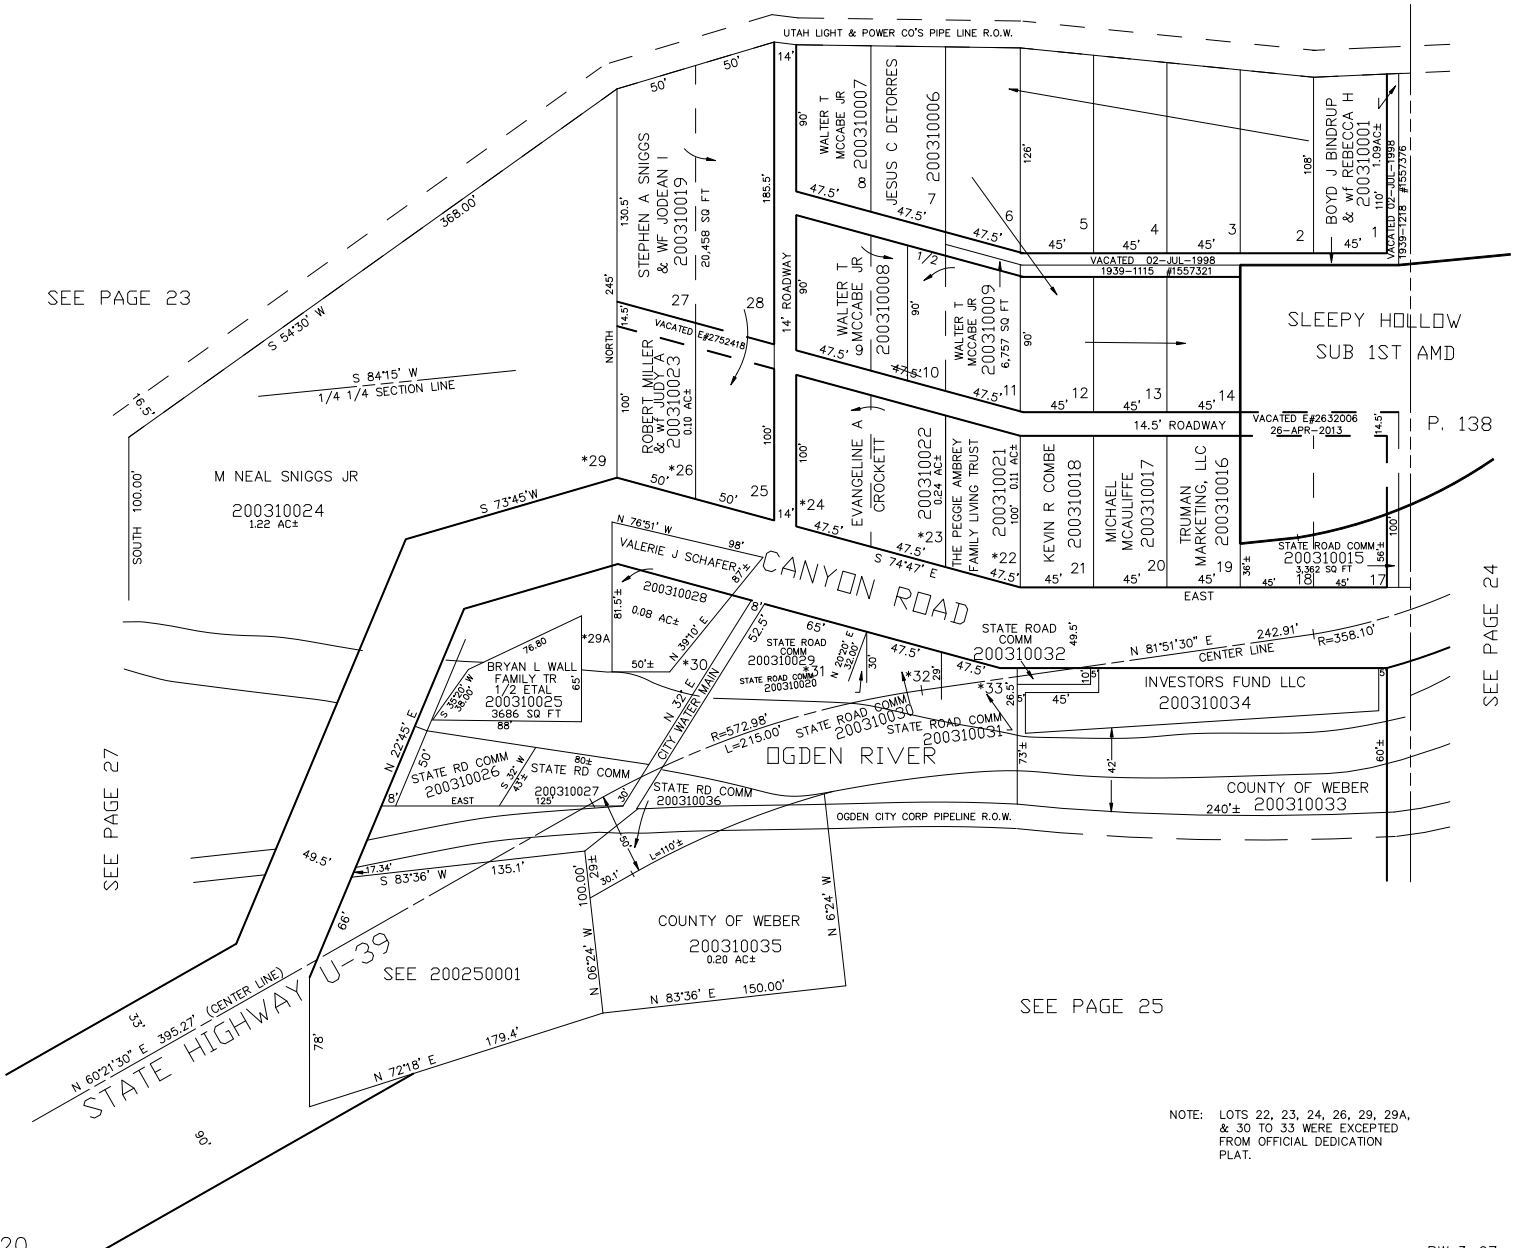 UTAH LIGHT & POWER CO'S PIPE LINE R.O.W.
50'
50'
14'
368.00'
S 54°30' W
16.5'
SEE PAGE 23
S 84°15' W
1/4 1/4 SECTION LINE
SOUTH 100.00'
M NEAL SNIGGS JR
200310024
1.22 AC±
*29
S 73°45'W
STEPHEN A SNIGGS
& WF JODEAN I
200310019
20,458 SQ FT
130.5'
245'
NORTH
14.5'
100'
27
28
185.5'
VACATED E#2752418
ROBERT MILLER
& wf JUDY A
200310023
0.10 AC±
*26
50'
50'
25
100'
14'
14' ROADWAY
90'
WALTER T
MCCABE JR
200310007
8
JESUS C DETORRES
200310006
7
47.5'
47.5'
47.5'
6
126'
5
4
3
2
1
45'
45'
45'
45'
108'
BOYD J BINDRUP
& wf REBECCA H
200310001
1.09AC±
110'
VACATED 02-JUL-1998
1939-1218 #1557376
VACATED 02-JUL-1998
1939-1115 #1557321
90'
WALTER T
MCCABE JR
200310008
47.5'
9
1/2
90'
47.5'
10
WALTER T
MCCABE JR
200310009
6,757 SQ FT
47.5'
11
90'
12
13
14
45'
45'
45'
SLEEPY HOLLOW
SUB 1ST AMD
P. 138
14.5' ROADWAY
VACATED E#2632006
26-APR-2013
14.5'
100'
*24
EVANGELINE A
CROCKETT
200310022
0.24 AC±
*23
47.5'
47.5'
S 74°47' E
THE PEGGIE AMBREY
FAMILY LIVING TRUST
200310021
0.11 AC±
100'
*22
47.5'
KEVIN R COMBE
200310018
21
45'
MICHAEL
MCAULIFFE
200310017
20
45'
TRUMAN
MARKETING, LLC
200310016
19
45'
STATE ROAD COMM
200310015
3,362 SQ FT
36'±
56'±
100'
45'
18
45'
17
EAST
SEE PAGE 24
CANYON ROAD
N 76°51' W
98'
VALERIE J SCHAFER
87'±
200310028
0.08 AC±
81.5'±
N 39°10' E
50'±
*29A
*30
76.80
BRYAN L WALL
FAMILY TR
1/2 ETAL
200310025
3686 SQ FT
65'
88'
S 35°20' W
38.00'
N 22°45' E
50'
STATE RD COMM
200310026
S 32° W
43'±
80±
STATE RD COMM
200310027
EAST
125'
8'
30'
8'
52.5'
N 32° E
CITY WATER MAIN
65'
STATE ROAD
COMM
200310029
*31
STATE ROAD COMM
200310020
N 20°20' E
32.00'
30'
47.5'
*32
29'
47.5'
*33
26.5'
STATE ROAD COMM
200310030
STATE ROAD COMM
200310031
STATE ROAD
COMM
200310032
49.5'
N 81°51'30" E
242.91'
CENTER LINE
R=358.10'
10'
5'
5'
45'
5'
INVESTORS FUND LLC
200310034
R=572.98'
L=215.00'
OGDEN RIVER
73'±
42'
60'±
COUNTY OF WEBER
200310033
240'±
STATE RD COMM
200310036
OGDEN CITY CORP PIPELINE R.O.W.
SEE PAGE 27
49.5'
17.34'
S 83°36' W
135.1'
66'
50'
30.1'
L=110'±
29±
100.00'
N 06°24' W
COUNTY OF WEBER
200310035
0.20 AC±
N 6°24' W
N 83°36' E
150.00'
SEE 200250001
78'
N 72°18' E
179.4'
N 60°21'30" E 395.27' (CENTER LINE)
STATE HIGHWAY U-39
33'
90'
SEE PAGE 25
NOTE: LOTS 22, 23, 24, 26, 29, 29A,
& 30 TO 33 WERE EXCEPTED
FROM OFFICIAL DEDICATION
PLAT.
20